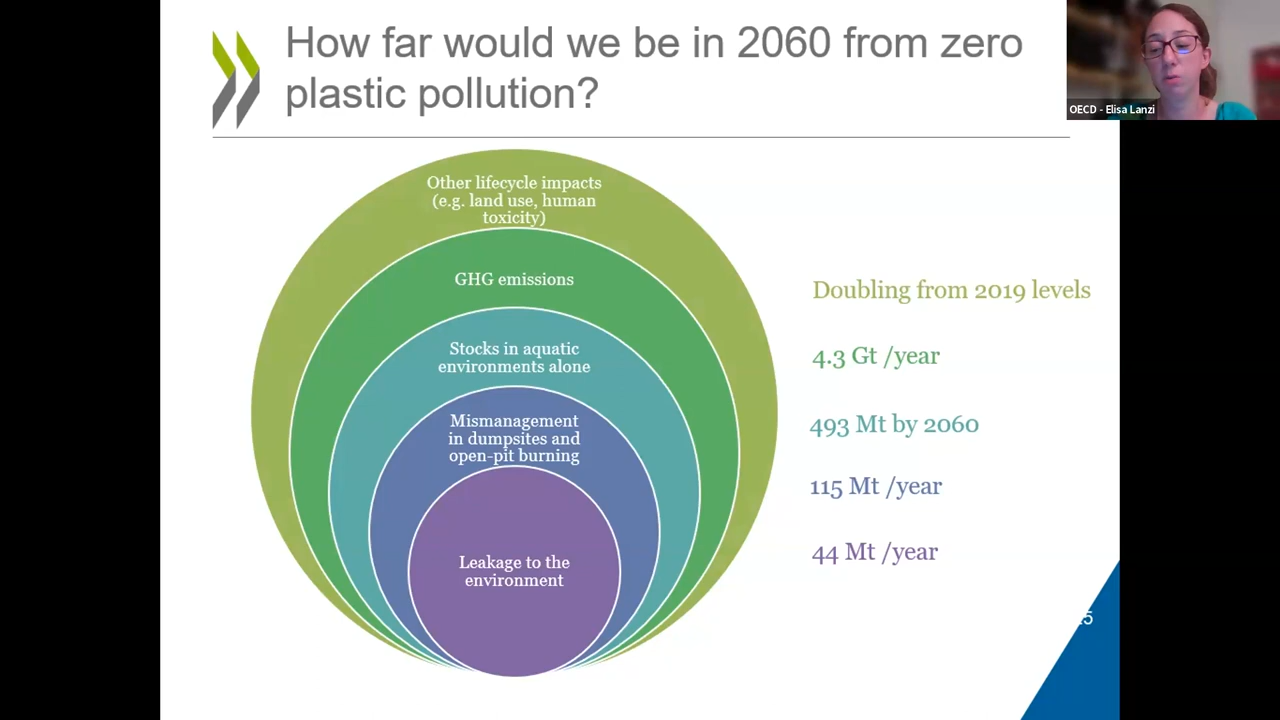 How far would we be in 2060 from zero
plastic pollution?
OECD - Elisa Lanzi
Other lifecycle impacts
(e.g. land use, human
toxicity)
GHG emissions
Stocks in aquatic
environments alone
Mismanagement
in dumpsites and
open-pit burning
Leakage to the
environment
Doubling from 2019 levels
4.3 Gt /year
493 Mt by 2060
115 Mt /year
44 Mt /year